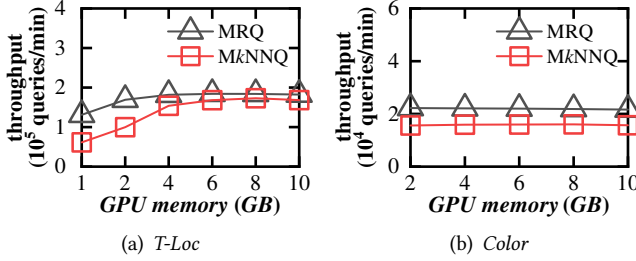 throughput
(10⁵ queries/min)
4
3
2
1
0
MRQ
MkNNQ
1 2 4 6 8 10
GPU memory (GB)
(a) T-Loc
throughput
(10⁴ queries/min)
6
4
2
0
MRQ
MkNNQ
2 4 6 8 10
GPU memory (GB)
(b) Color